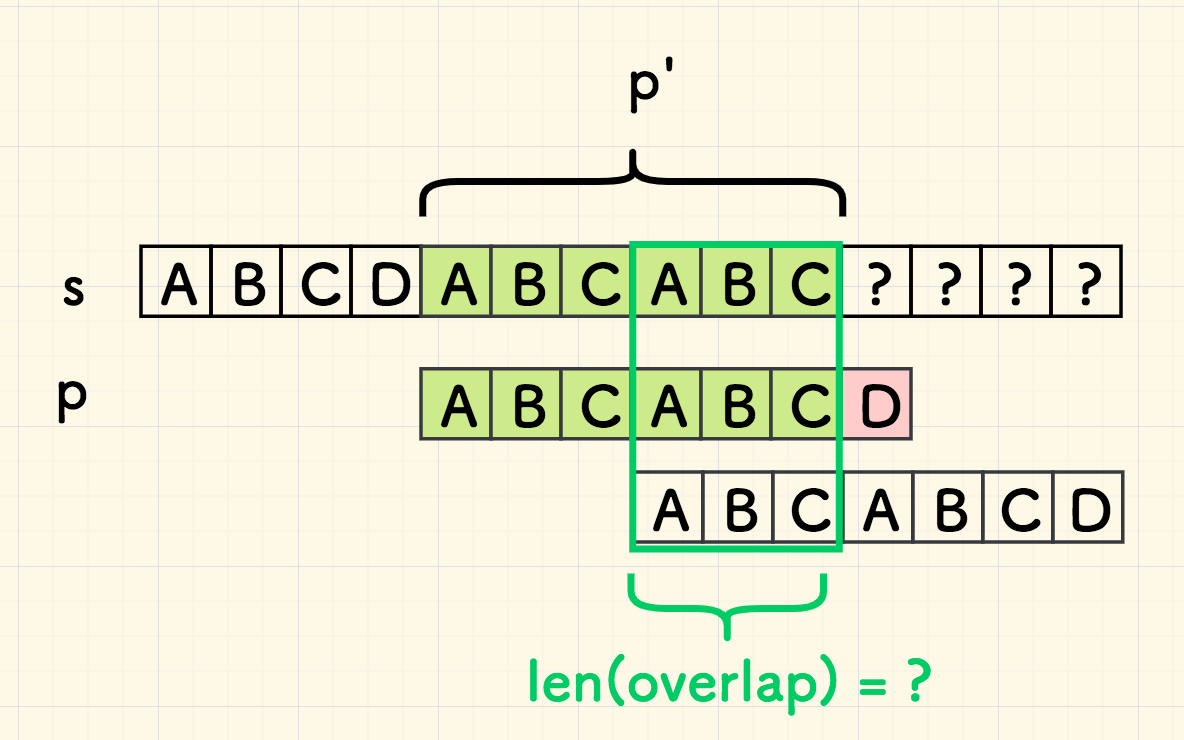 p'
s A B C D A B C A B C ? ? ? ?
p A B C A B C D
A B C A B C D
len(overlap) = ?